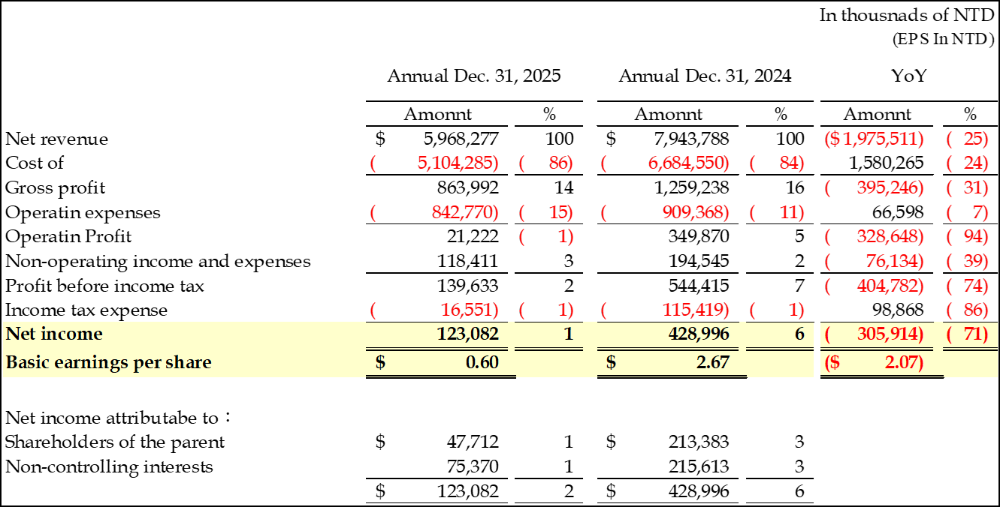 In thousnads of NTD
(EPS In NTD)
Annual Dec. 31, 2025 Annual Dec. 31, 2024 YoY
Amonnt % Amonnt % Amonnt %
Net revenue $ 5,968,277 100 $ 7,943,788 100 ($ 1,975,511) ( 25)
Cost of ( 5,104,285) ( 86) ( 6,684,550) ( 84) 1,580,265 ( 24)
Gross profit 863,992 14 1,259,238 16 ( 395,246) ( 31)
Operatin expenses ( 842,770) ( 15) ( 909,368) ( 11) 66,598 ( 7)
Operatin Profit 21,222 ( 1) 349,870 5 ( 328,648) ( 94)
Non-operating income and expenses 118,411 3 194,545 2 ( 76,134) ( 39)
Profit before income tax 139,633 2 544,415 7 ( 404,782) ( 74)
Income tax expense ( 16,551) ( 1) ( 115,419) ( 1) 98,868 ( 86)
Net income 123,082 1 428,996 6 ( 305,914) ( 71)
Basic earnings per share $ 0.60 $ 2.67 ($ 2.07)
Net income attributabe to：
Shareholders of the parent $ 47,712 1 $ 213,383 3
Non-controlling interests 75,370 1 215,613 3
$ 123,082 2 $ 428,996 6